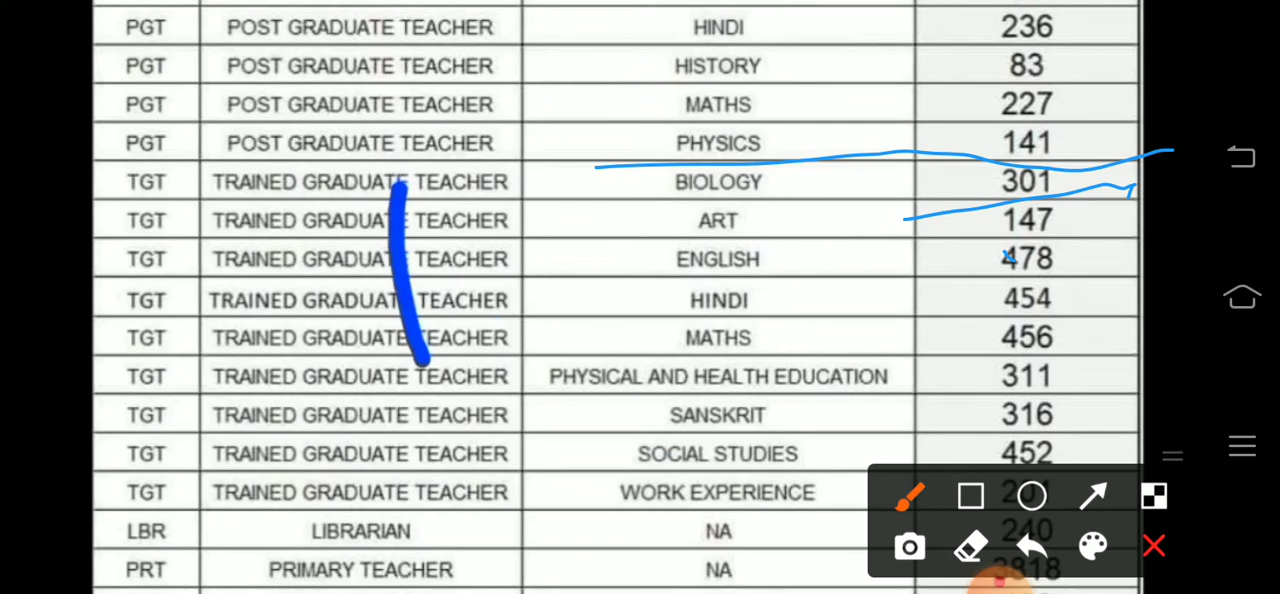 PGT POST GRADUATE TEACHER HINDI 236
PGT POST GRADUATE TEACHER HISTORY 83
PGT POST GRADUATE TEACHER MATHS 227
PGT POST GRADUATE TEACHER PHYSICS 141
TGT TRAINED GRADUATE TEACHER BIOLOGY 301
TGT TRAINED GRADUATE TEACHER ART 147
TGT TRAINED GRADUATE TEACHER ENGLISH 478
TGT TRAINED GRADUATE TEACHER HINDI 454
TGT TRAINED GRADUATE TEACHER MATHS 456
TGT TRAINED GRADUATE TEACHER PHYSICAL AND HEALTH EDUCATION 311
TGT TRAINED GRADUATE TEACHER SANSKRIT 316
TGT TRAINED GRADUATE TEACHER SOCIAL STUDIES 452
TGT TRAINED GRADUATE TEACHER WORK EXPERIENCE 201
LBR LIBRARIAN NA 240
PRT PRIMARY TEACHER NA 3818